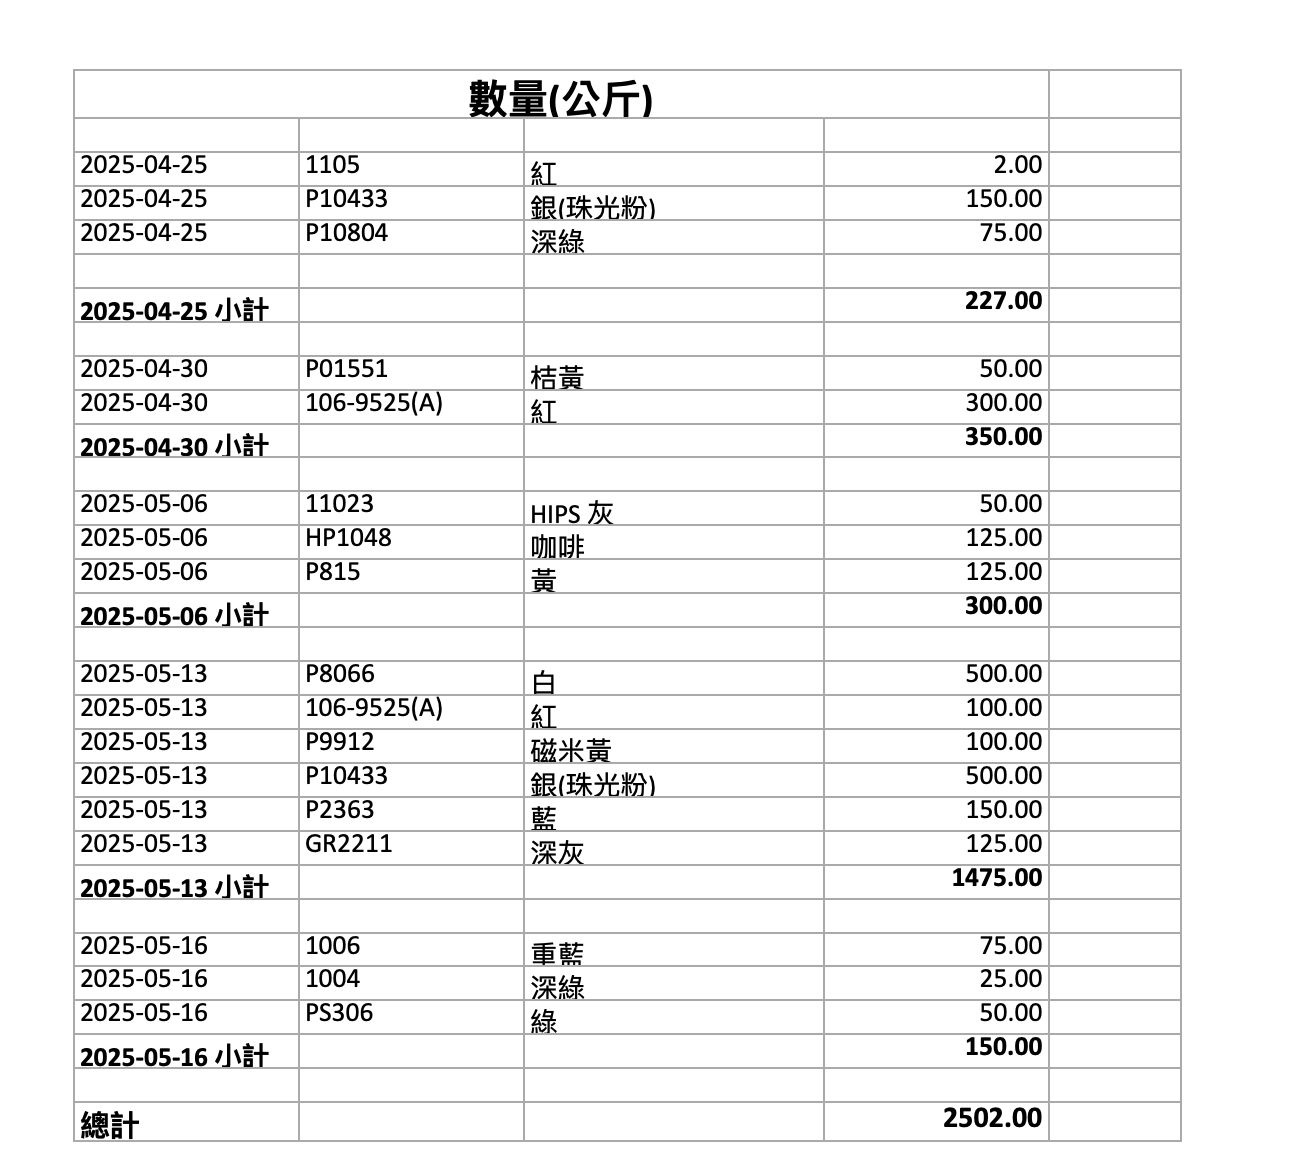 數量(公斤)
2025-04-25 1105 紅 2.00
2025-04-25 P10433 銀(珠光粉) 150.00
2025-04-25 P10804 深綠 75.00
2025-04-25 小計 227.00
2025-04-30 P01551 桔黃 50.00
2025-04-30 106-9525(A) 紅 300.00
2025-04-30 小計 350.00
2025-05-06 11023 HIPS 灰 50.00
2025-05-06 HP1048 咖啡 125.00
2025-05-06 P815 黃 125.00
2025-05-06 小計 300.00
2025-05-13 P8066 白 500.00
2025-05-13 106-9525(A) 紅 100.00
2025-05-13 P9912 磁米黃 100.00
2025-05-13 P10433 銀(珠光粉) 500.00
2025-05-13 P2363 藍 150.00
2025-05-13 GR2211 深灰 125.00
2025-05-13 小計 1475.00
2025-05-16 1006 重藍 75.00
2025-05-16 1004 深綠 25.00
2025-05-16 PS306 綠 50.00
2025-05-16 小計 150.00
總計 2502.00